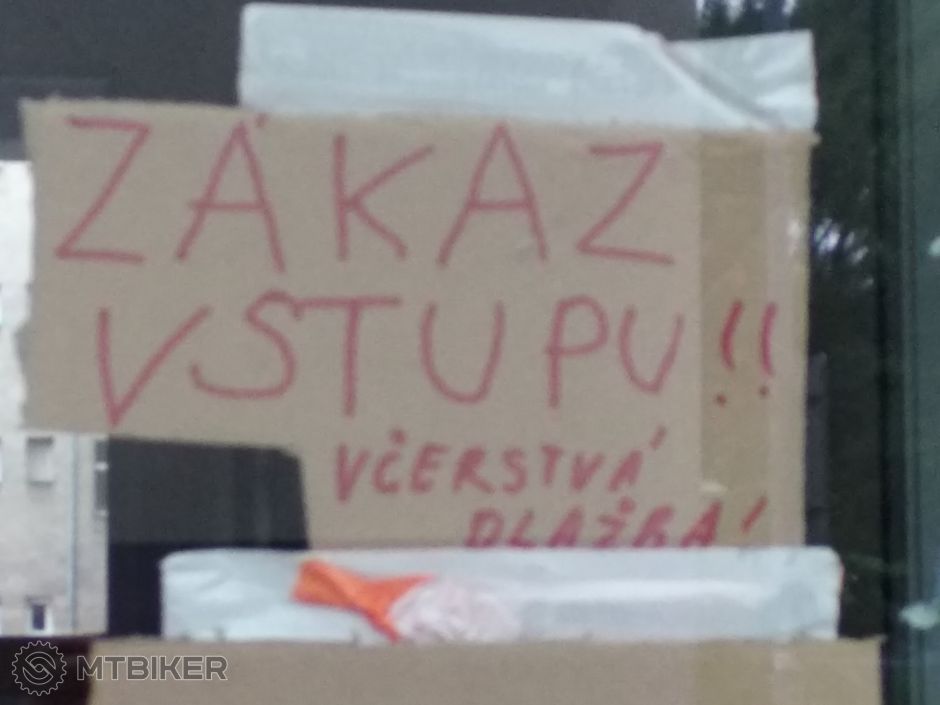 ZÁKAZ
VSTUPU!!
VČERSTVÁ
DLAŽBA!
MTBIKER